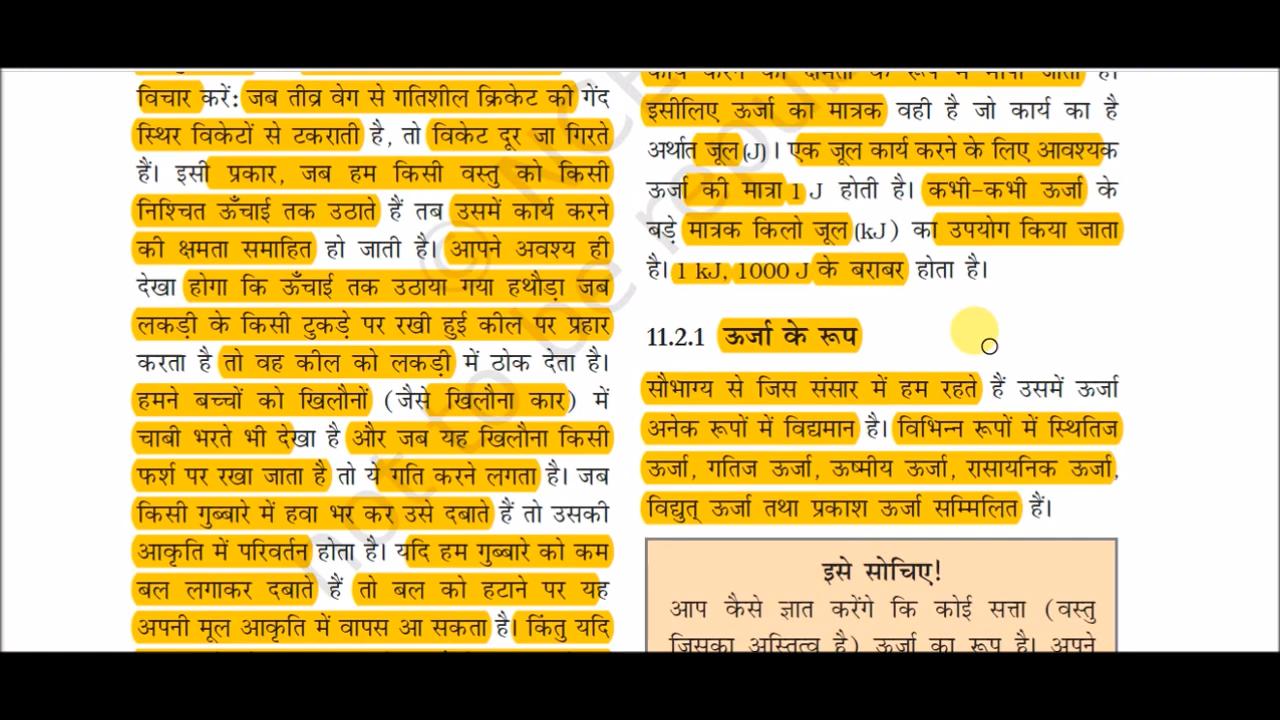 विचार करें: जब तीव्र वेग से गतिशील क्रिकेट की गेंद
स्थिर विकेटों से टकराती है, तो विकेट दूर जा गिरते
हैं। इसी प्रकार, जब हम किसी वस्तु को किसी
निश्चित ऊँचाई तक उठाते हैं तब उसमें कार्य करने
की क्षमता समाहित हो जाती है। आपने अवश्य ही
देखा होगा कि ऊँचाई तक उठाया गया हथौड़ा जब
लकड़ी के किसी टुकड़े पर रखी हुई कील पर प्रहार
करता है तो वह कील को लकड़ी में ठोक देता है।
हमने बच्चों को खिलौनों (जैसे खिलौना कार) में
चाबी भरते भी देखा है और जब यह खिलौना किसी
फर्श पर रखा जाता है तो ये गति करने लगता है। जब
किसी गुब्बारे में हवा भर कर उसे दबाते हैं तो उसकी
आकृति में परिवर्तन होता है। यदि हम गुब्बारे को कम
बल लगाकर दबाते हैं तो बल को हटाने पर यह
अपनी मूल आकृति में वापस आ सकता है। किंतु यदि
कार्य करने की क्षमता के रूप में मापा जाता है।
इसीलिए ऊर्जा का मात्रक वही है जो कार्य का है
अर्थात जूल (J)। एक जूल कार्य करने के लिए आवश्यक
ऊर्जा की मात्रा 1 J होती है। कभी-कभी ऊर्जा के
बड़े मात्रक किलो जूल (kJ) का उपयोग किया जाता
है। 1 kJ, 1000 J के बराबर होता है।
11.2.1 ऊर्जा के रूप
सौभाग्य से जिस संसार में हम रहते हैं उसमें ऊर्जा
अनेक रूपों में विद्यमान है। विभिन्न रूपों में स्थितिज
ऊर्जा, गतिज ऊर्जा, ऊष्मीय ऊर्जा, रासायनिक ऊर्जा,
विद्युत् ऊर्जा तथा प्रकाश ऊर्जा सम्मिलित हैं।
इसे सोचिए!
आप कैसे ज्ञात करेंगे कि कोई सत्ता (वस्तु
जिसका अस्तित्व है) ऊर्जा का रूप है। अपने